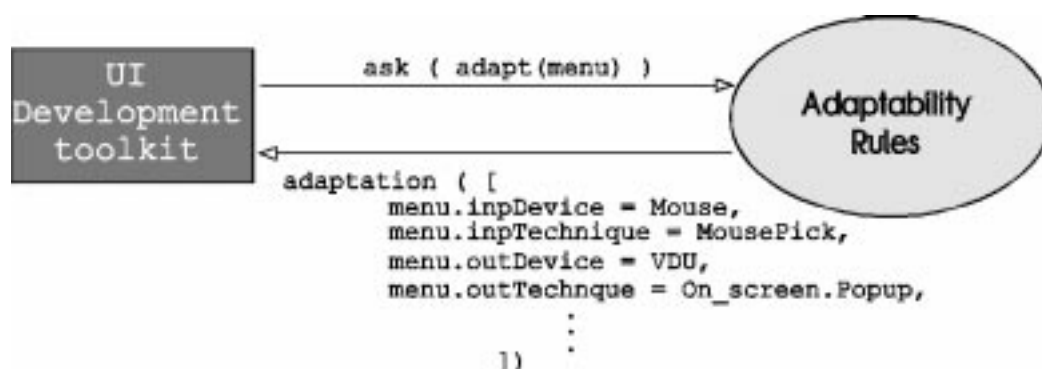 UI
Development
toolkit
ask ( adapt(menu) )
Adaptability
Rules
adaptation ( [
menu.inpDevice = Mouse,
menu.inpTechnique = MousePick,
menu.outDevice = VDU,
menu.outTechnque = On_screen.Popup,
⋮
])